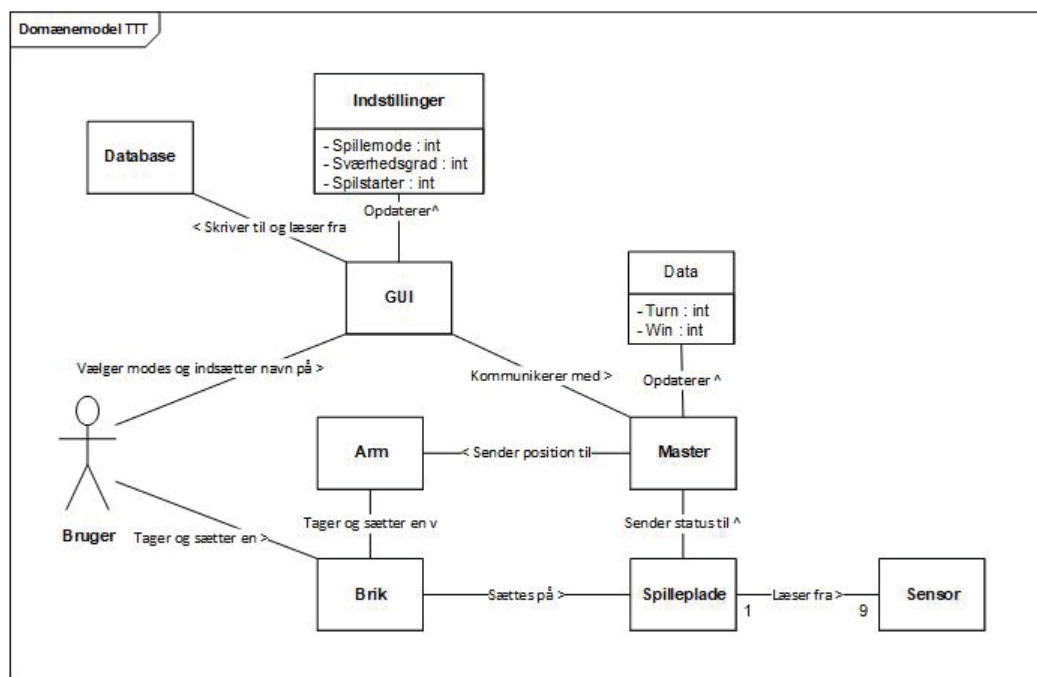 Domænemodel TTT
Indstillinger
- Spillemode : int
- Sværhedsgrad : int
- Spilstarter : int
Database
Opdaterer^
< Skriver til og læser fra
GUI
Data
- Turn : int
- Win : int
Vælger modes og indsætter navn på >
Kommunikerer med >
Opdaterer ^
Arm
< Sender position til
Master
Bruger
Tager og sætter en >
Tager og sætter en v
Sender status til ^
Brik
Sættes på >
Spilleplade
1
Læser fra >
9
Sensor